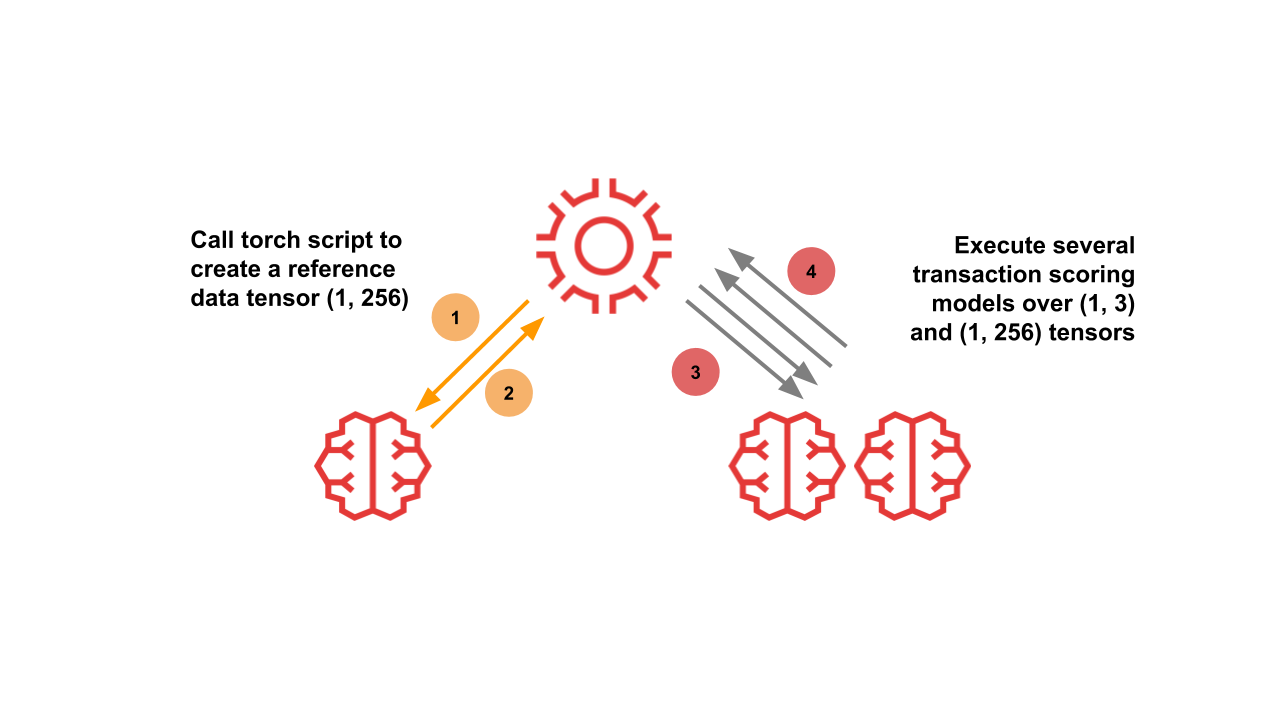 Call torch script to
create a reference
data tensor (1, 256)
1
2
3
4
Execute several
transaction scoring
models over (1, 3)
and (1, 256) tensors